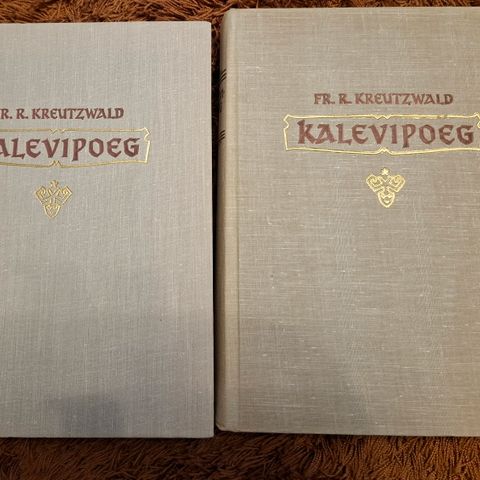 R. R. KREUTZWALD
ALEVIPOEG
FR. R. KREUTZWALD
KALEVIPOEG